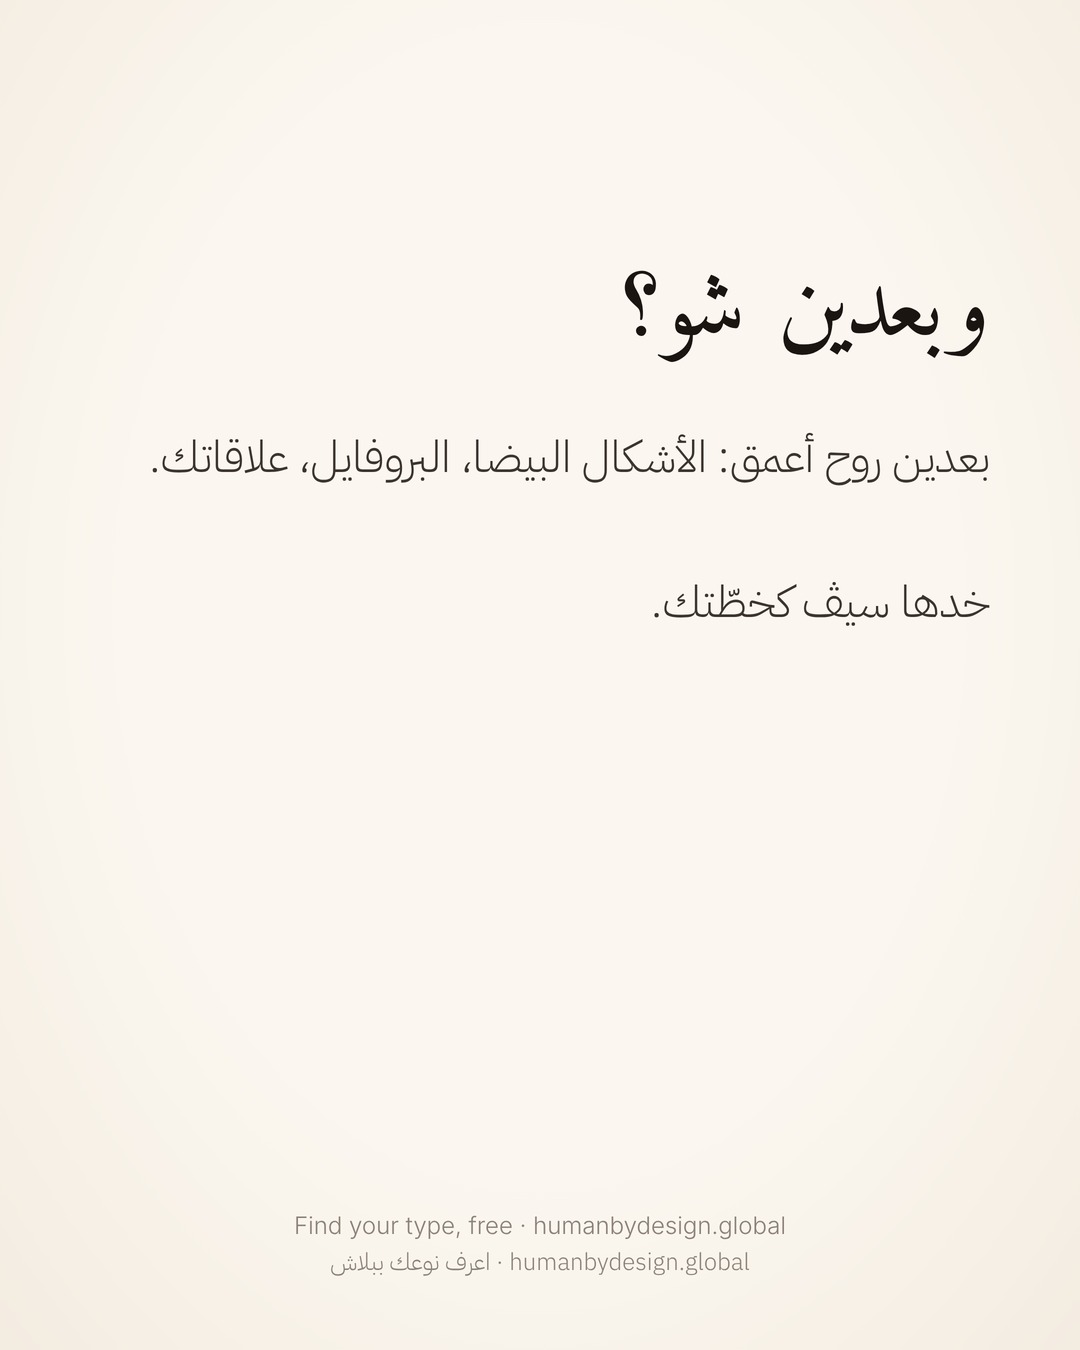 وبعدين شو؟
بعدين روح أعمق: الأشكال البيضا، البروفايل، علاقاتك.
خدها سيڤ كخطّتك.
Find your type, free · humanbydesign.global
اعرف نوعك ببلاش · humanbydesign.global